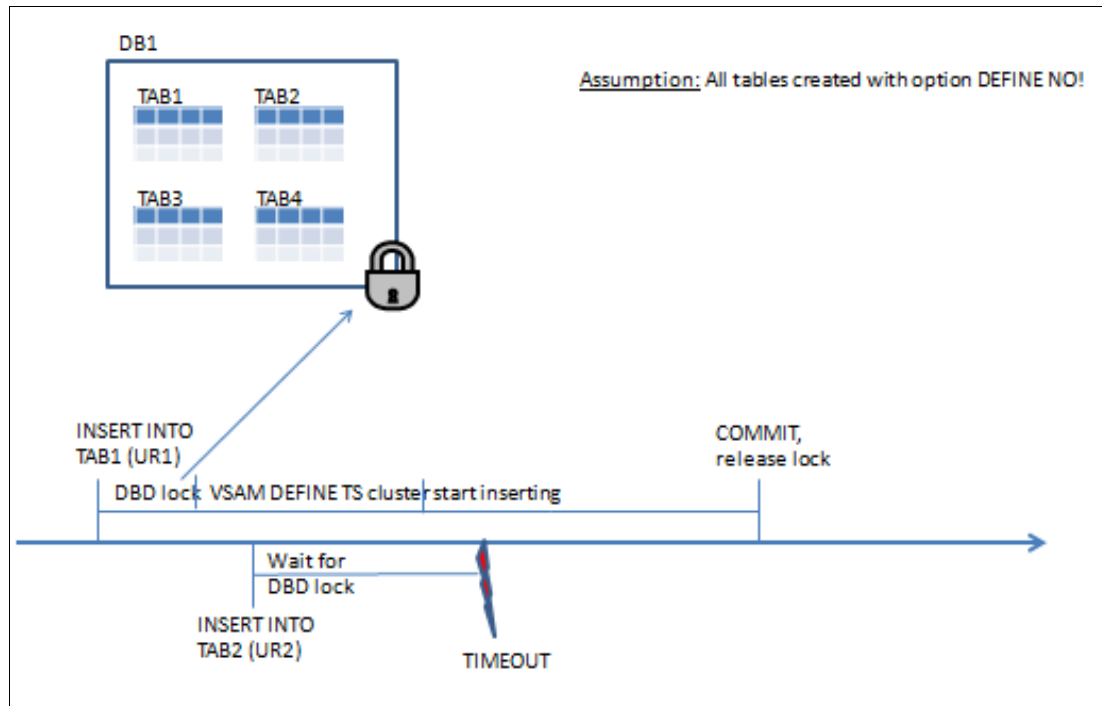 DB1
Assumption: All tables created with option DEFINE NO!
TAB1
TAB2
TAB3
TAB4
INSERT INTO
TAB1 (UR1)
COMMIT,
release lock
DBD lock
VSAM DEFINE TS cluster
start inserting
Wait for
DBD lock
INSERT INTO
TAB2 (UR2)
TIMEOUT